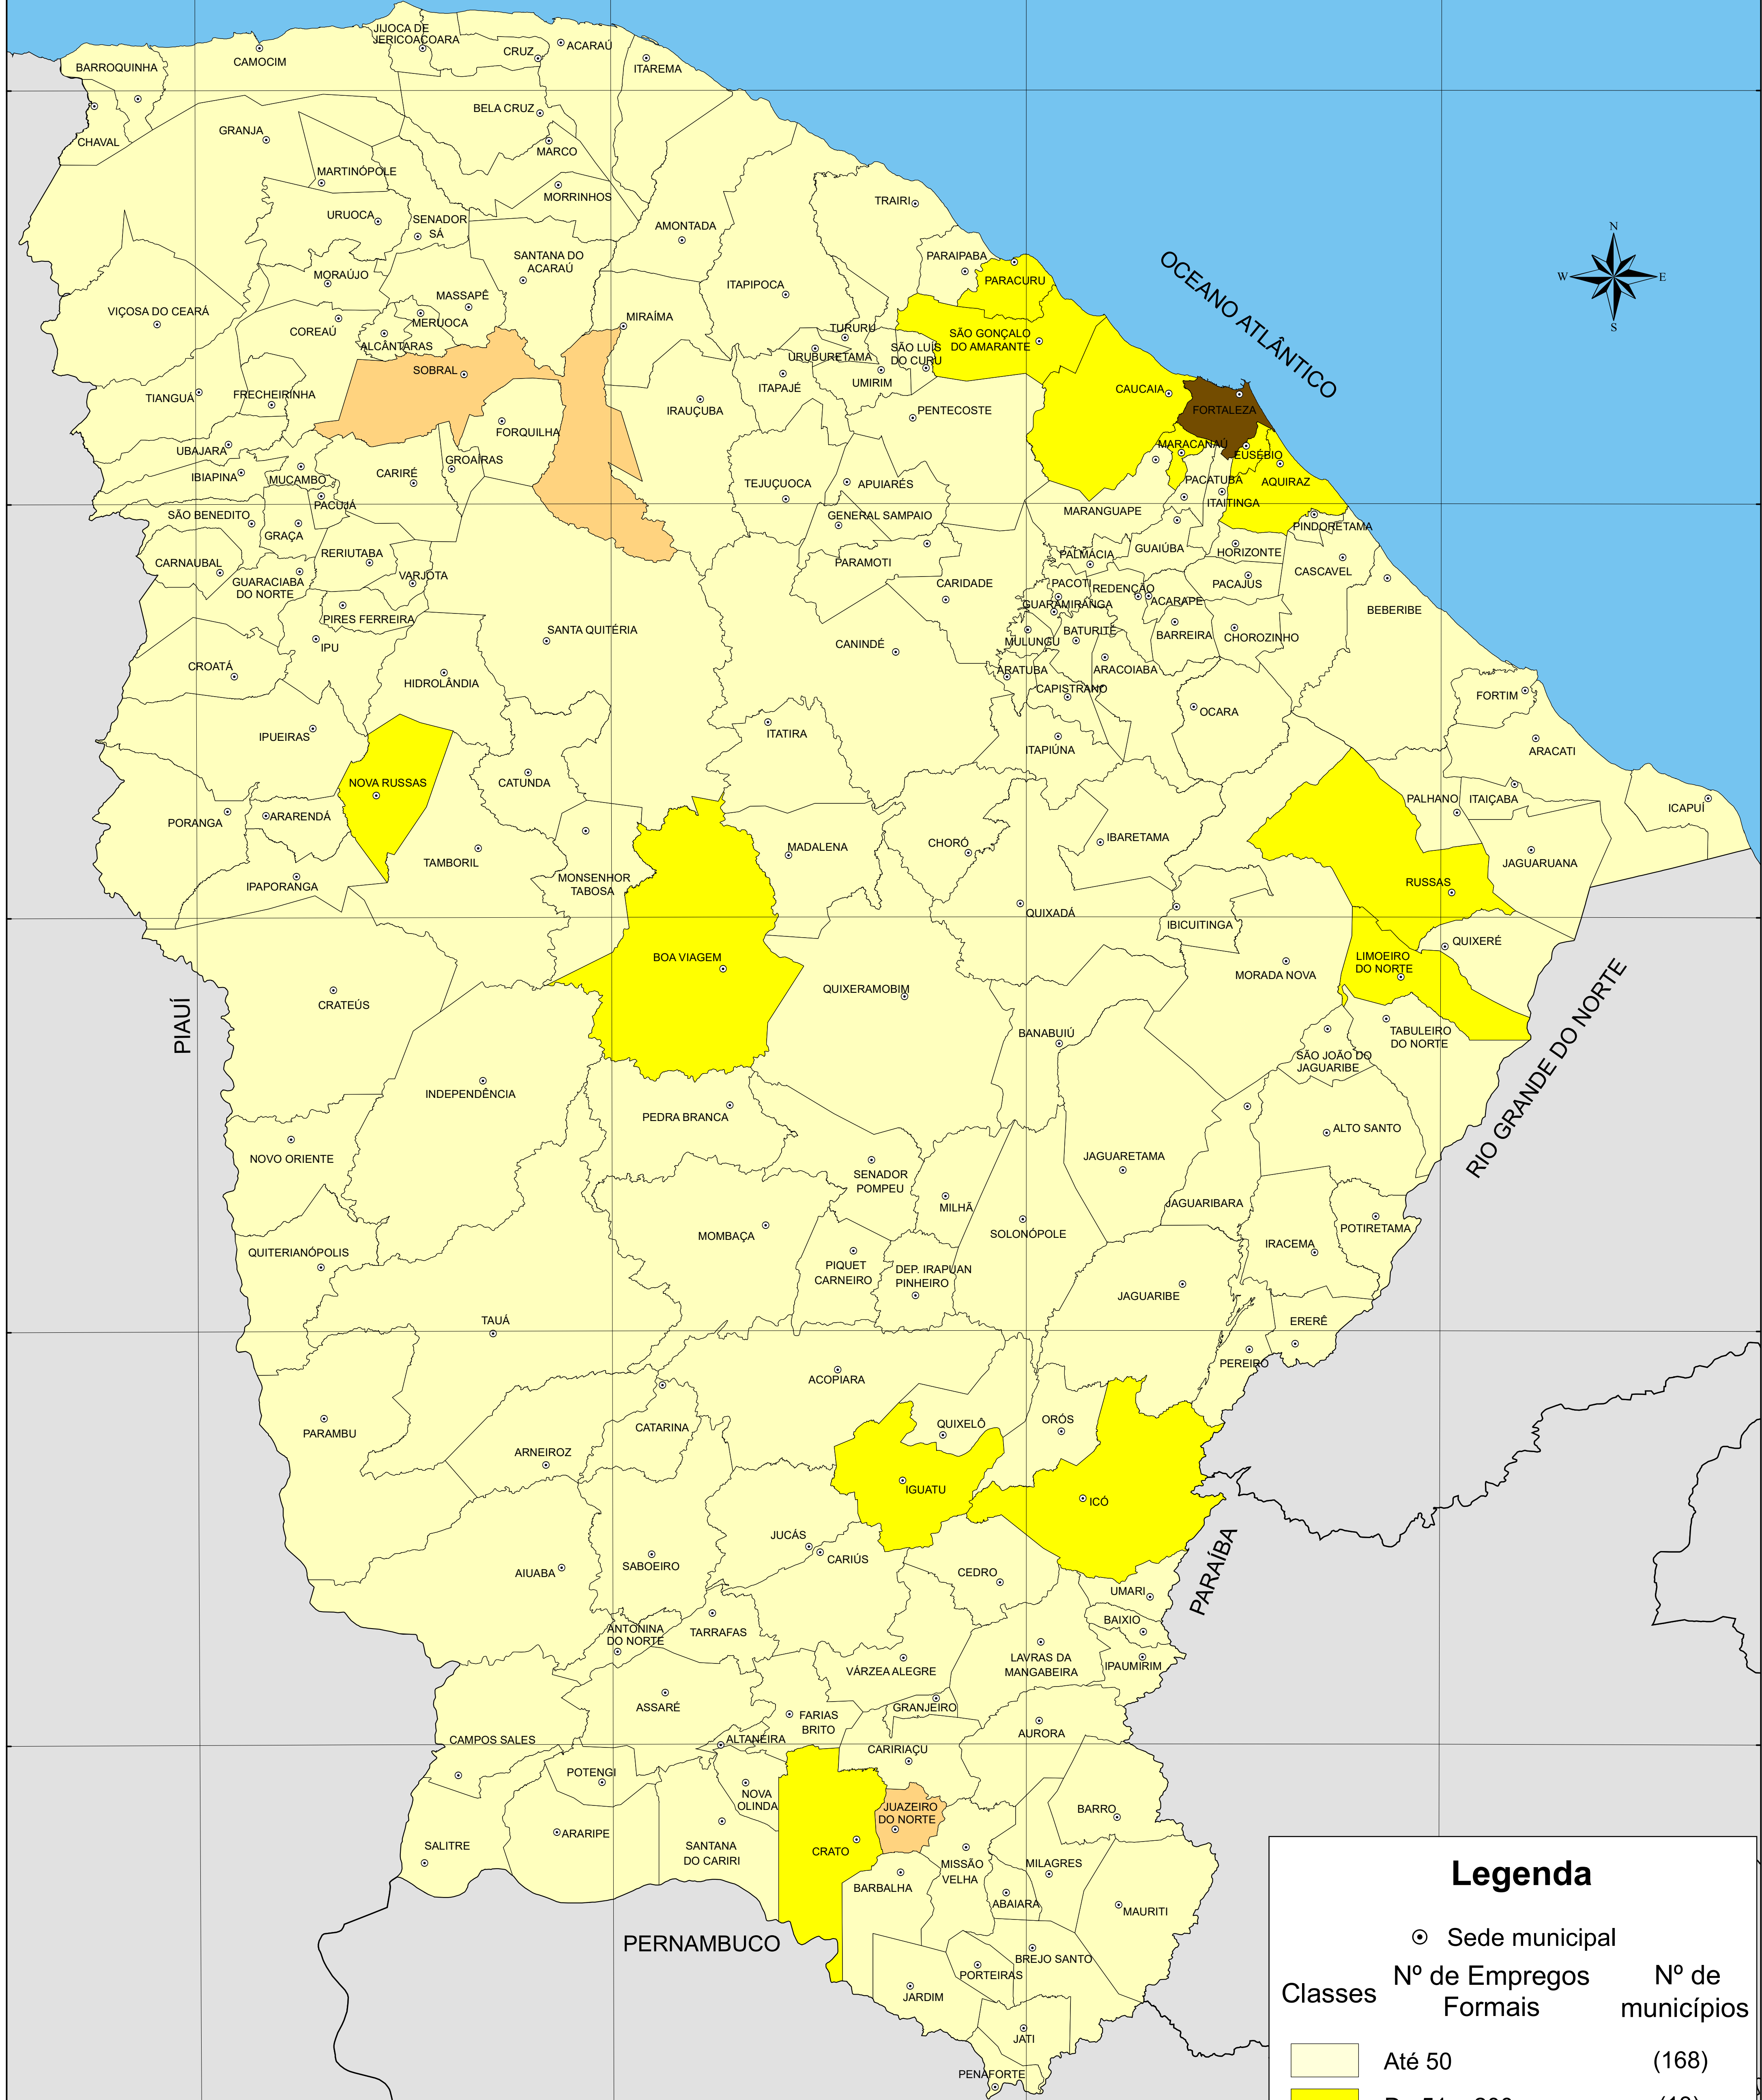 JIJOCA DE
JERICOACOARA
CRUZ
ACARAÚ
CAMOCIM
BARROQUINHA
ITAREMA
BELA CRUZ
GRANJA
CHAVAL
MARCO
MARTINÓPOLE
MORRINHOS
TRAIRI
URUOCA
SENADOR
SÁ
AMONTADA
N
W
E
S
OCEANO ATLÂNTICO
SANTANA DO
ACARAÚ
PARAIPABA
MORAÚJO
PARACURU
ITAPIPOCA
MASSAPÊ
VIÇOSA DO CEARÁ
MERUOCA
MIRAÍMA
COREAÚ
TURURU
SÃO GONÇALO
DO AMARANTE
ALCÂNTARAS
SÃO LUÍS
DO CURU
URUBURETAMA
SOBRAL
UMIRIM
ITAPAJÉ
CAUCAIA
TIANGUÁ
FRECHEIRINHA
IRAUÇUBA
PENTECOSTE
FORTALEZA
FORQUILHA
MARACANAÚ
UBAJARA
EUSÉBIO
GROAÍRAS
IBIAPINA
MUCAMBO
CARIRÉ
PACATUBA
AQUIRAZ
TEJUÇUOCA
APUIARÉS
PACUJÁ
ITAITINGA
MARANGUAPE
SÃO BENEDITO
GENERAL SAMPAIO
PINDORETAMA
GRAÇA
GUAIÚBA
RERIUTABA
PALMÁCIA
HORIZONTE
CARNAUBAL
PARAMOTI
VARJOTA
CASCAVEL
GUARACIABA
DO NORTE
CARIDADE
PACOTI
REDENÇÃO
PACAJUS
GUARAMIRANGA
ACARAPE
BEBERIBE
PIRES FERREIRA
SANTA QUITÉRIA
BATURITÉ
BARREIRA
CHOROZINHO
IPU
CANINDÉ
MULUNGU
CROATÁ
ARATUBA
ARACOIABA
HIDROLÂNDIA
CAPISTRANO
FORTIM
OCARA
IPUEIRAS
ITATIRA
ITAPIÚNA
ARACATI
NOVA RUSSAS
CATUNDA
PALHANO
ITAIÇABA
ICAPUÍ
PORANGA
ARARENDÁ
IBARETAMA
CHORÓ
MADALENA
TAMBORIL
JAGUARUANA
MONSENHOR
TABOSA
IPAPORANGA
RUSSAS
QUIXADÁ
IBICUITINGA
QUIXERÉ
BOA VIAGEM
LIMOEIRO
DO NORTE
MORADA NOVA
QUIXERAMOBIM
CRATEÚS
PIAUÍ
BANABUIÚ
TABULEIRO
DO NORTE
RIO GRANDE DO NORTE
SÃO JOÃO DO
JAGUARIBE
INDEPENDÊNCIA
PEDRA BRANCA
ALTO SANTO
NOVO ORIENTE
JAGUARETAMA
SENADOR
POMPEU
JAGUARIBARA
MILHÃ
POTIRETAMA
MOMBAÇA
SOLONÓPOLE
IRACEMA
QUITERIANÓPOLIS
PIQUET
CARNEIRO
DEP. IRAPUAN
PINHEIRO
JAGUARIBE
TAUÁ
ERERÊ
PEREIRO
ACOPIARA
CATARINA
QUIXELÔ
ORÓS
PARAMBU
ARNEIROZ
IGUATU
ICÓ
JUCÁS
PARAÍBA
CARIÚS
SABOEIRO
AIUABA
CEDRO
UMARI
BAIXIO
ANTONINA
DO NORTE
TARRAFAS
LAVRAS DA
MANGABEIRA
IPAUMIRIM
VÁRZEA ALEGRE
ASSARÉ
GRANJEIRO
FARIAS
BRITO
AURORA
CAMPOS SALES
ALTANEIRA
CARIRIAÇU
POTENGI
NOVA
OLINDA
JUAZEIRO
DO NORTE
BARRO
ARARIPE
SALITRE
SANTANA
DO CARIRI
CRATO
MISSÃO
VELHA
MILAGRES
BARBALHA
ABAIARA
MAURITI
PERNAMBUCO
BREJO SANTO
PORTEIRAS
JARDIM
JATI
PENAFORTE
Legenda
Sede municipal
Classes
Nº de Empregos
Formais
Nº de
municípios
Até 50
(168)